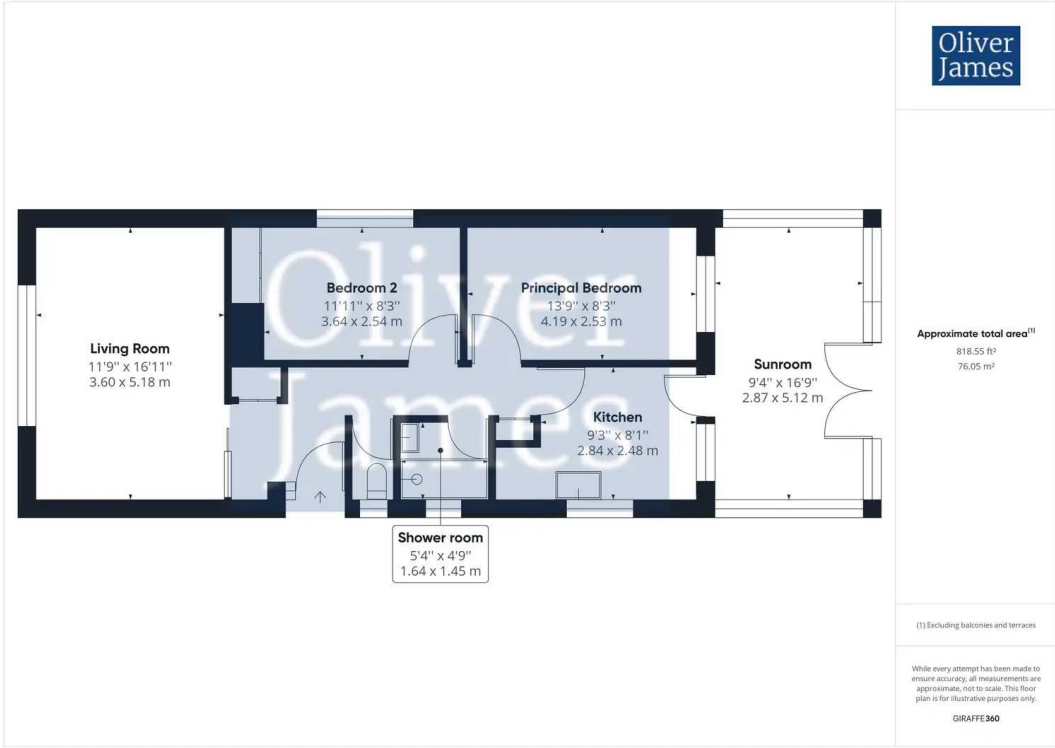 Oliver
James
Oliver
James
Living Room
11'9" x 16'11"
3.60 x 5.18 m
Bedroom 2
11'11" x 8'3"
3.64 x 2.54 m
Principal Bedroom
13'9" x 8'3"
4.19 x 2.53 m
Sunroom
9'4" x 16'9"
2.87 x 5.12 m
Kitchen
9'3" x 8'1"
2.84 x 2.48 m
Shower room
5'4" x 4'9"
1.64 x 1.45 m
Approximate total area(1)
818.55 ft²
76.05 m²
(1) Excluding balconies and terraces
While every attempt has been made to
ensure accuracy, all measurements are
approximate, not to scale. This floor
plan is for illustrative purposes only.
GIRAFFE360